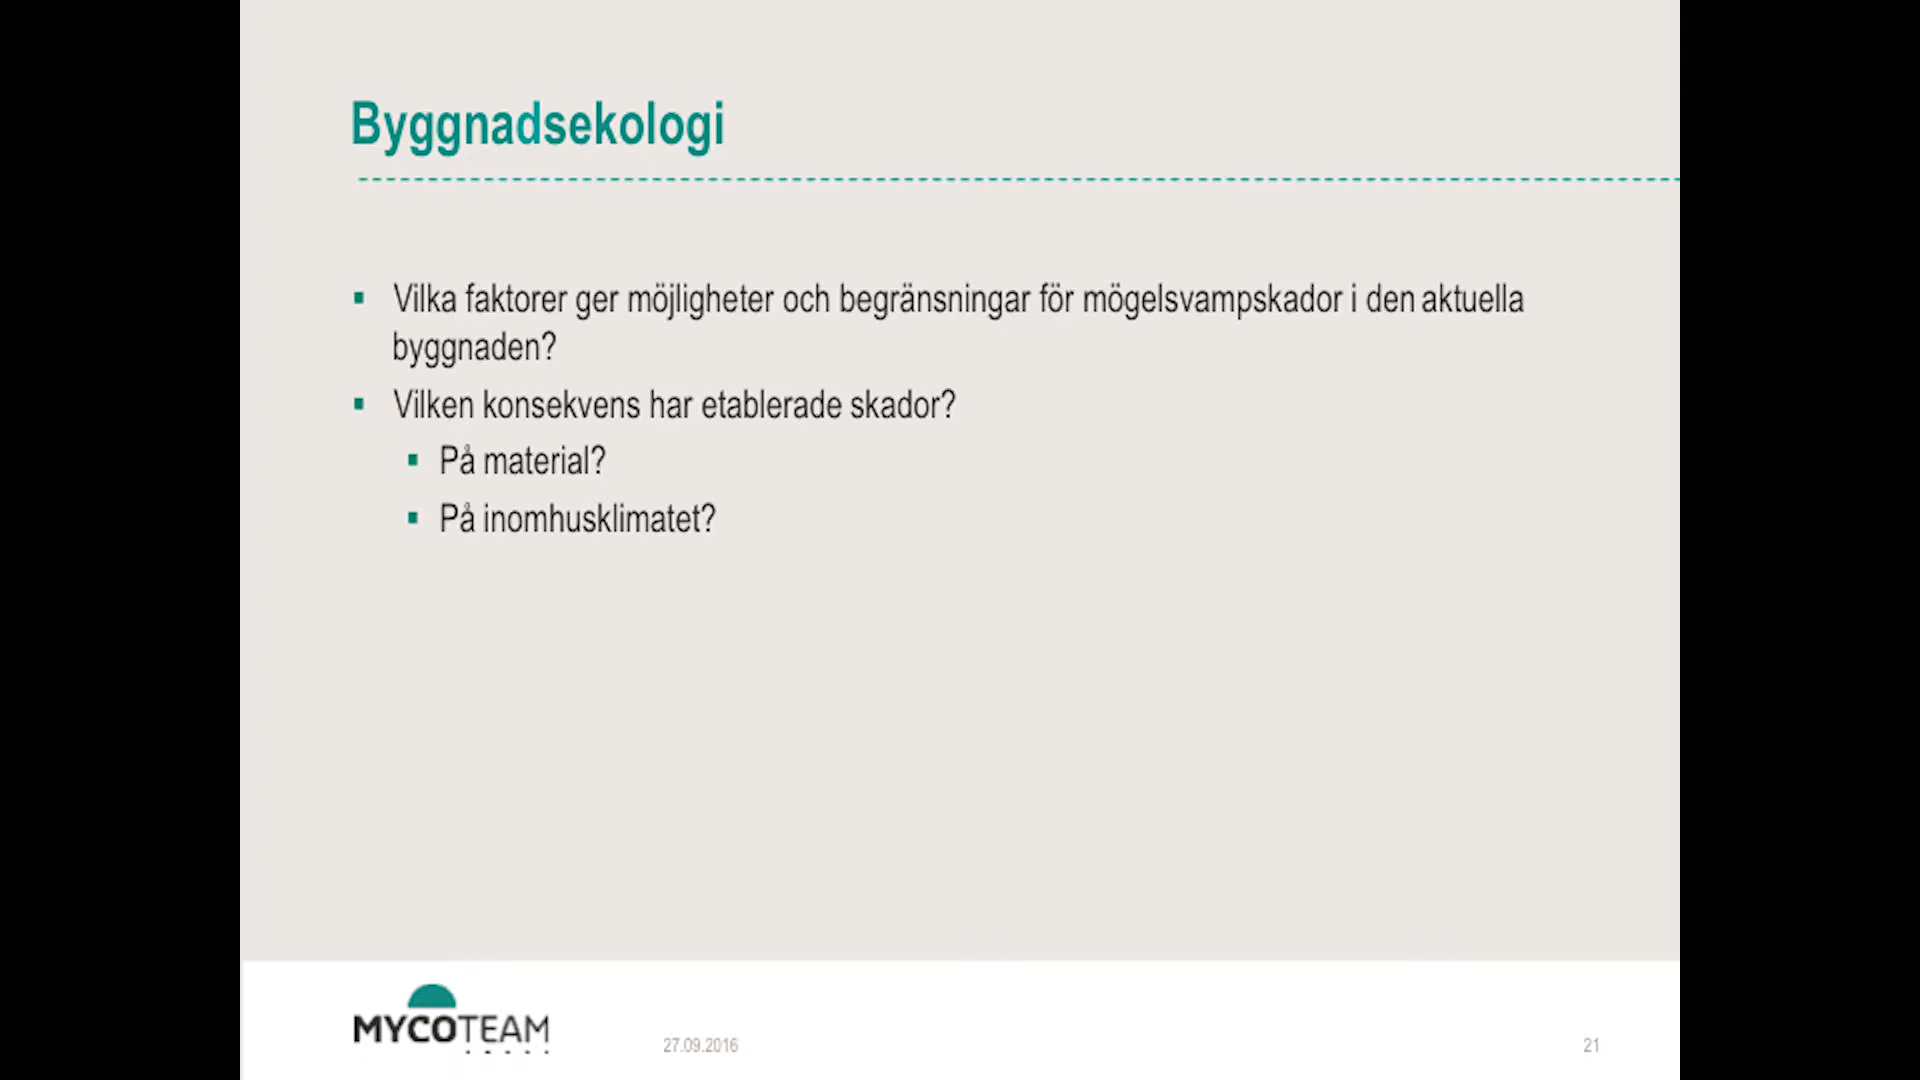 Byggnadsekologi
Vilka faktorer ger möjligheter och begränsningar för mögelsvampskador i den aktuella
byggnaden?
Vilken konsekvens har etablerade skador?
På material?
På inomhusklimatet?
MYCOTEAM
27.09.2016
21